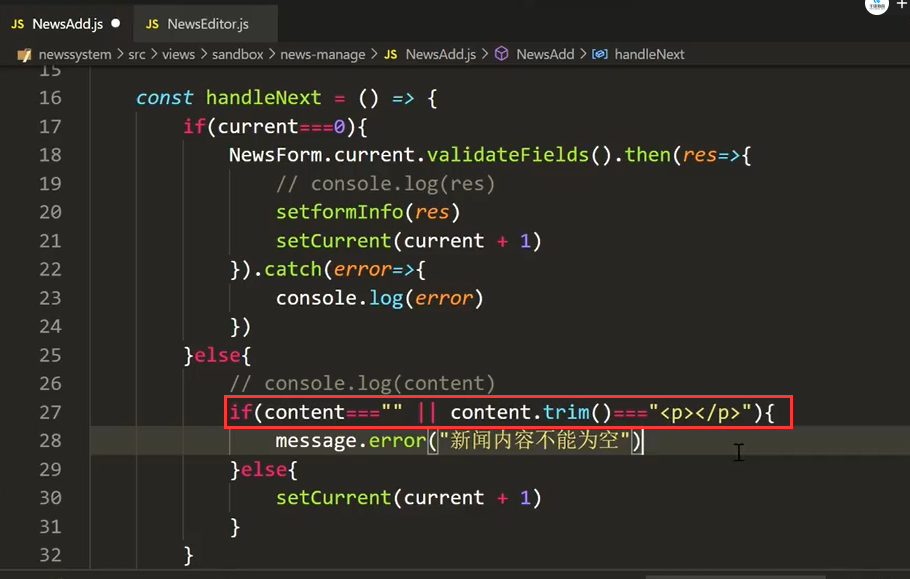 JS NewsAdd.js ● JS NewsEditor.js
newssystem > src > views > sandbox > news-manage > JS NewsAdd.js > NewsAdd > handleNext
15
16 const handleNext = () => {
17 if(current===0){
18 NewsForm.current.validateFields().then(res=>{
19 // console.log(res)
20 setformInfo(res)
21 setCurrent(current + 1)
22 }).catch(error=>{
23 console.log(error)
24 })
25 }else{
26 // console.log(content)
27 if(content==="" || content.trim()==="<p></p>"){
28 message.error("新闻内容不能为空")
29 }else{
30 setCurrent(current + 1)
31 }
32 }